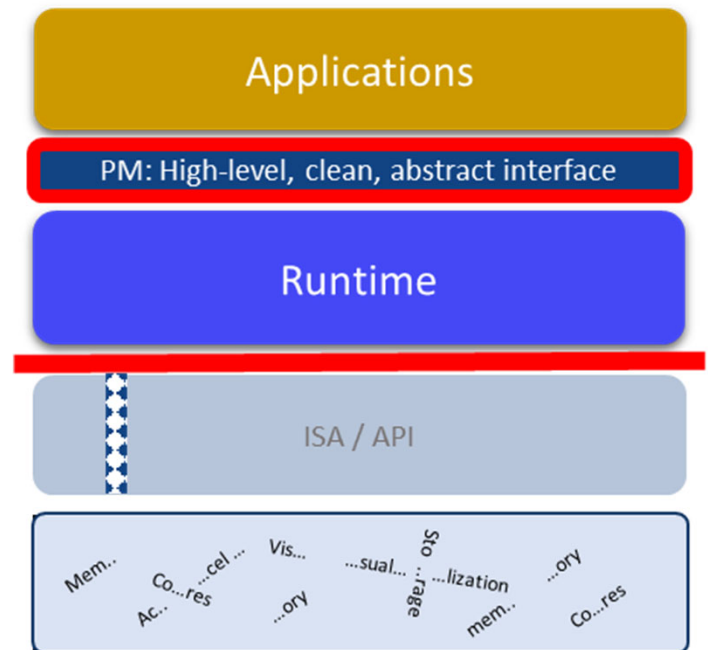 Applications
PM: High-level, clean, abstract interface
Runtime
ISA / API
Mem..
Co...res
Ac..
...cel ...
Vis...
...ory
...sual...
Sto ...rage
...lization
mem..
...ory
Co...res